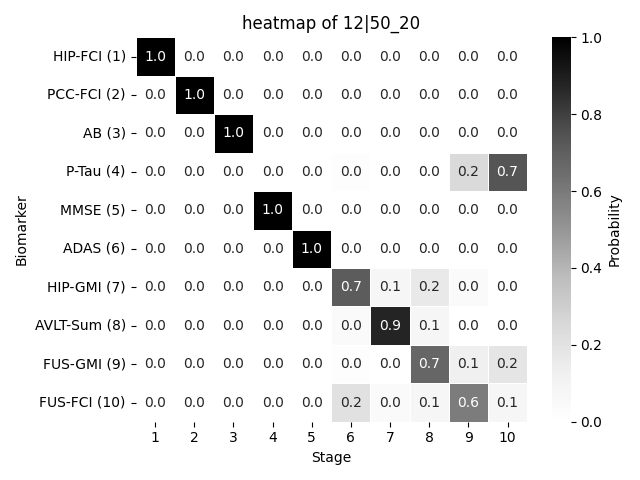 heatmap of 12|50_20
HIP-FCI (1) 1.0 0.0 0.0 0.0 0.0 0.0 0.0 0.0 0.0 0.0
PCC-FCI (2) 0.0 1.0 0.0 0.0 0.0 0.0 0.0 0.0 0.0 0.0
AB (3) 0.0 0.0 1.0 0.0 0.0 0.0 0.0 0.0 0.0 0.0
P-Tau (4) 0.0 0.0 0.0 0.0 0.0 0.0 0.0 0.0 0.2 0.7
MMSE (5) 0.0 0.0 0.0 1.0 0.0 0.0 0.0 0.0 0.0 0.0
ADAS (6) 0.0 0.0 0.0 0.0 1.0 0.0 0.0 0.0 0.0 0.0
HIP-GMI (7) 0.0 0.0 0.0 0.0 0.0 0.7 0.1 0.2 0.0 0.0
AVLT-Sum (8) 0.0 0.0 0.0 0.0 0.0 0.0 0.9 0.1 0.0 0.0
FUS-GMI (9) 0.0 0.0 0.0 0.0 0.0 0.0 0.0 0.7 0.1 0.2
FUS-FCI (10) 0.0 0.0 0.0 0.0 0.0 0.2 0.0 0.1 0.6 0.1
1 2 3 4 5 6 7 8 9 10
Stage
Biomarker
1.0
0.8
0.6
0.4
0.2
0.0
Probability